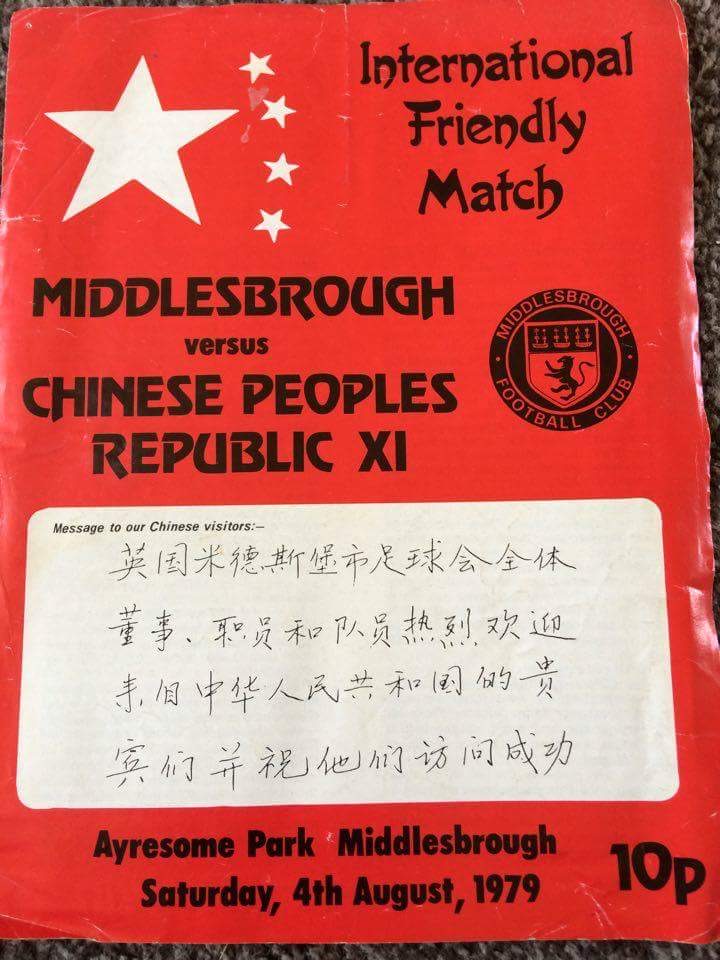 International
Friendly
Match
MIDDLESBROUGH
versus
CHINESE PEOPLES
REPUBLIC XI
MIDDLESBROUGH
FOOTBALL CLUB
Message to our Chinese visitors:—
英国米德斯堡市足球会全体
董事、职员和队员热烈欢迎
来自中华人民共和国的贵
宾们并祝他们访问成功
Ayresome Park Middlesbrough
Saturday, 4th August, 1979
10p